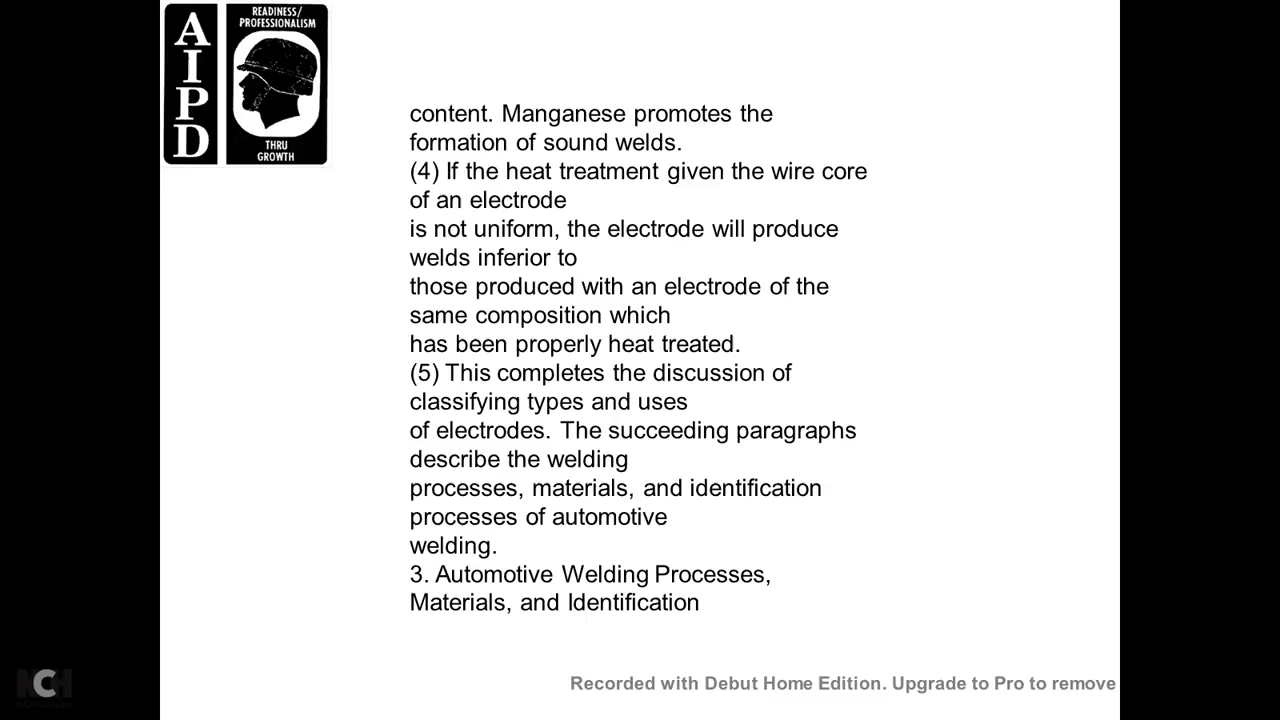 AIPD
READINESS/
PROFESSIONALISM
THRU
GROWTH
content. Manganese promotes the
formation of sound welds.
(4) If the heat treatment given the wire core
of an electrode
is not uniform, the electrode will produce
welds inferior to
those produced with an electrode of the
same composition which
has been properly heat treated.
(5) This completes the discussion of
classifying types and uses
of electrodes. The succeeding paragraphs
describe the welding
processes, materials, and identification
processes of automotive
welding.
3. Automotive Welding Processes,
Materials, and Identification
NCH
Recorded with Debut Home Edition. Upgrade to Pro to remove